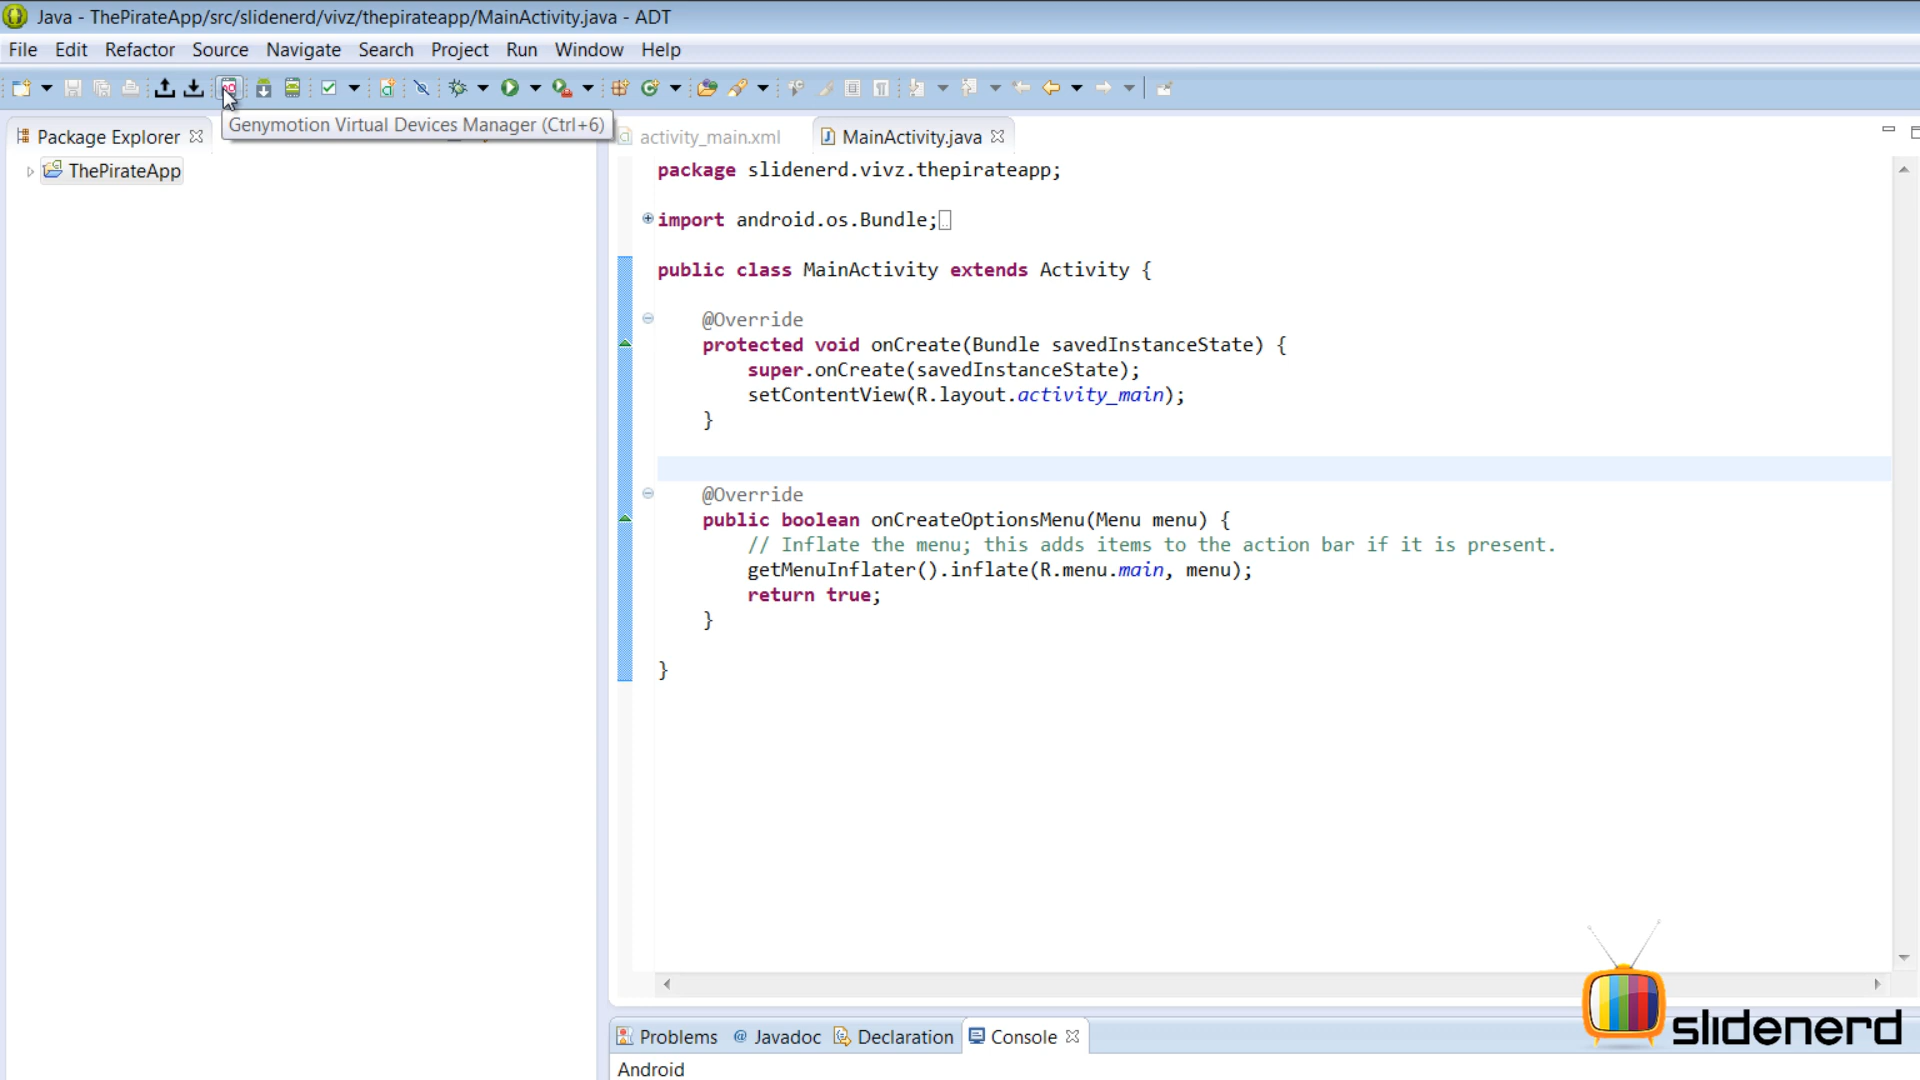 Java - ThePirateApp/src/slidenerd/vivz/thepirateapp/MainActivity.java - ADT
File Edit Refactor Source Navigate Search Project Run Window Help
Genymotion Virtual Devices Manager (Ctrl+6)
Package Explorer
activity_main.xml MainActivity.java
ThePirateApp
package slidenerd.vivz.thepirateapp;
import android.os.Bundle;
public class MainActivity extends Activity {
@Override
protected void onCreate(Bundle savedInstanceState) {
super.onCreate(savedInstanceState);
setContentView(R.layout.activity_main);
}
@Override
public boolean onCreateOptionsMenu(Menu menu) {
// Inflate the menu; this adds items to the action bar if it is present.
getMenuInflater().inflate(R.menu.main, menu);
return true;
}
}
slidenerd
Problems @ Javadoc Declaration Console
Android